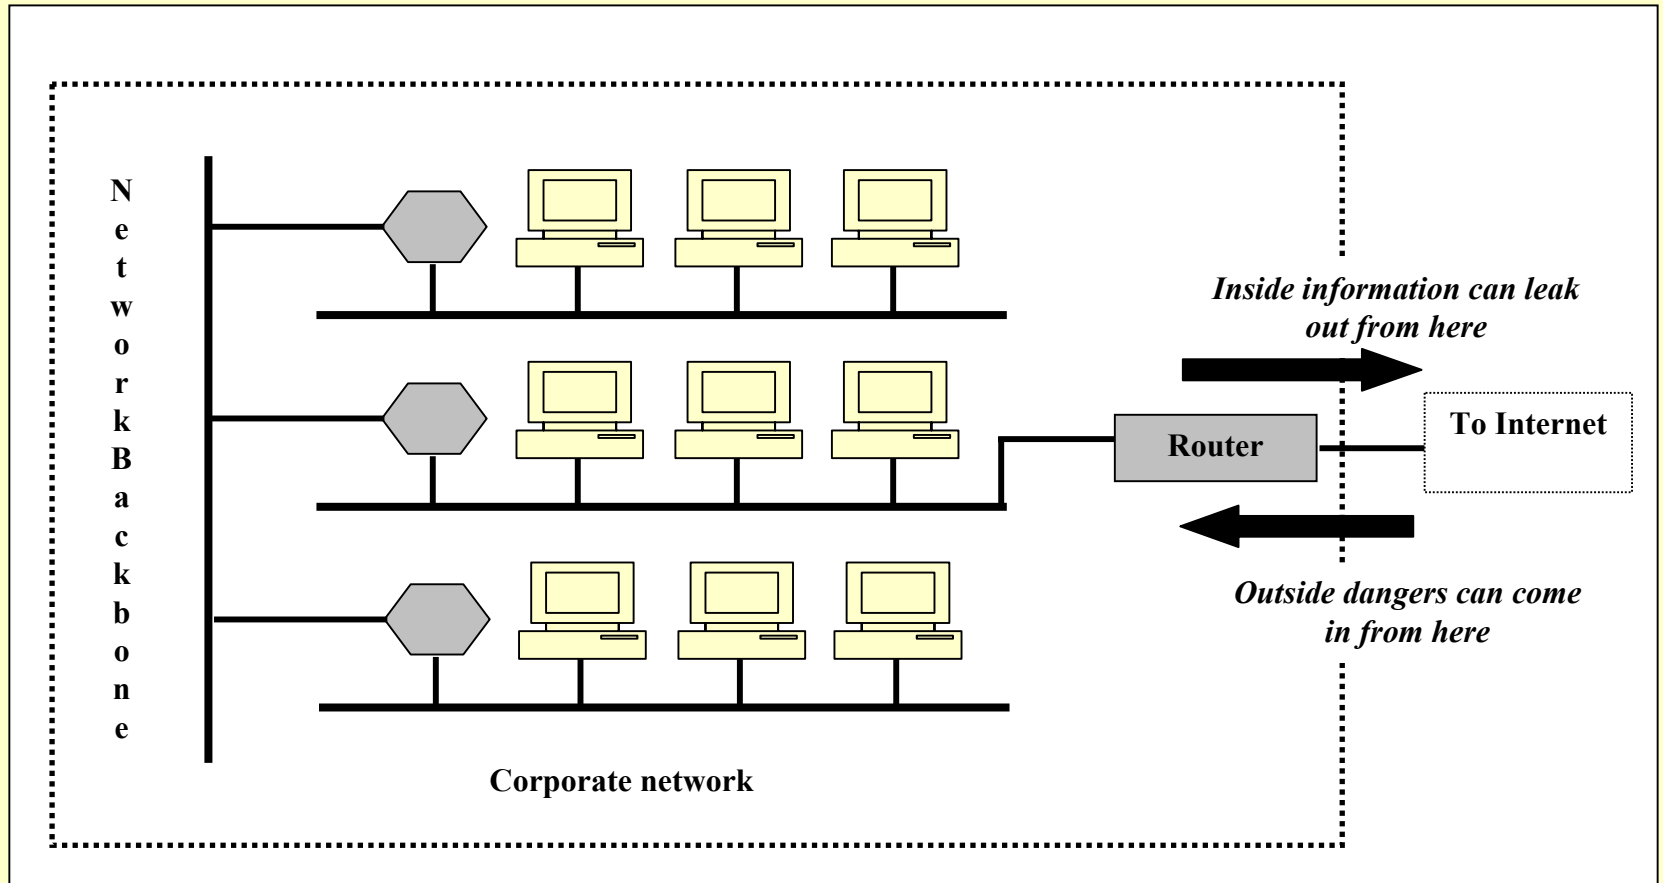 N
e
t
w
o
r
k
B
a
c
k
b
o
n
e
Inside information can leak
out from here
Router
To Internet
Outside dangers can come
in from here
Corporate network